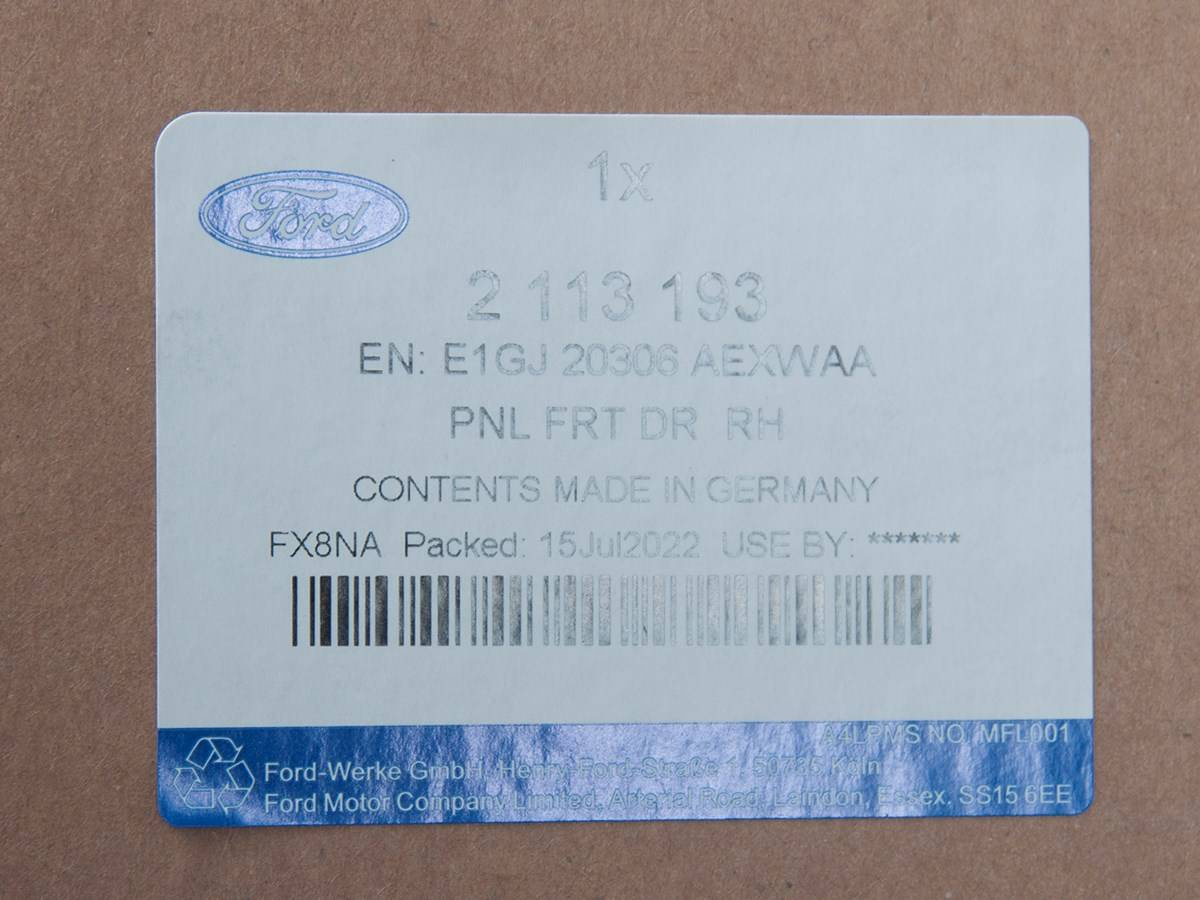 Ford
1x
2 113 193
EN: E1GJ 20306 AEXWAA
PNL FRT DR RH
CONTENTS MADE IN GERMANY
FX8NA Packed: 15Jul2022 USE BY: *******
A4LPMS NO. MFL001
Ford-Werke GmbH, Henry-Ford-Straße 1, 50735 Köln
Ford Motor Company Limited, Arterial Road, Laindon, Essex, SS15 6EE